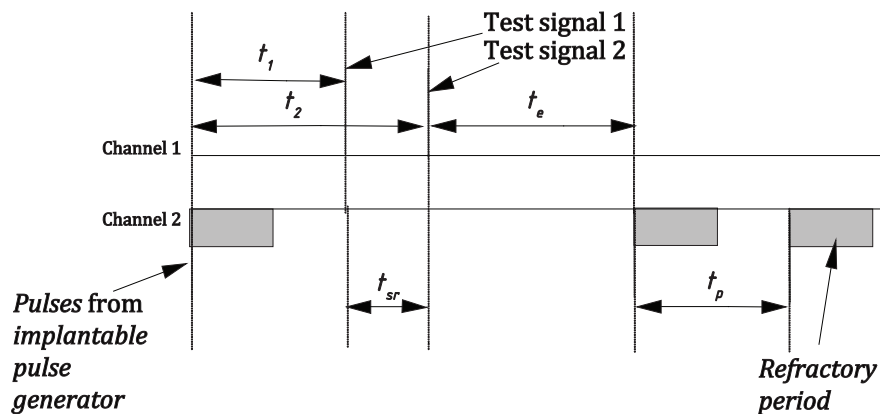 Test signal 1
Test signal 2
t1
t2
te
Channel 1
Channel 2
tsr
tp
Pulses from
implantable
pulse
generator
Refractory
period